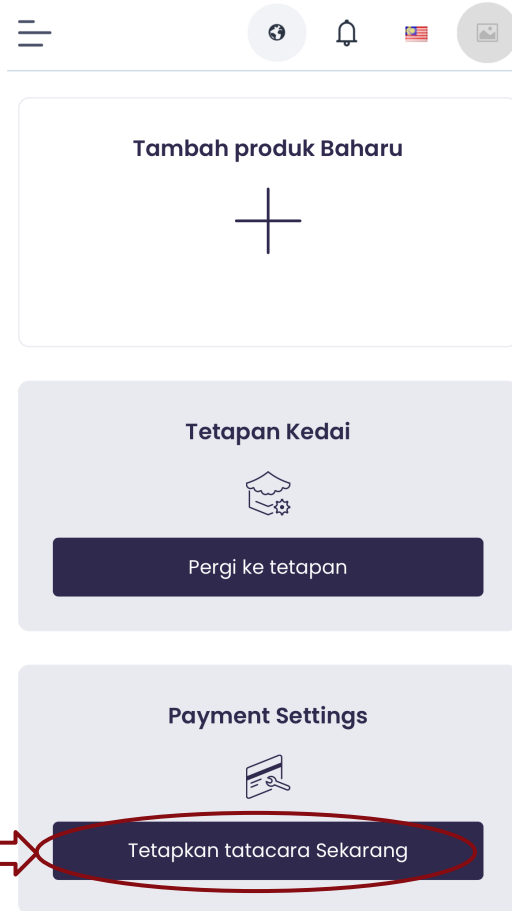 Tambah produk Baharu
Tetapan Kedai
Pergi ke tetapan
Payment Settings
Tetapkan tatacara Sekarang